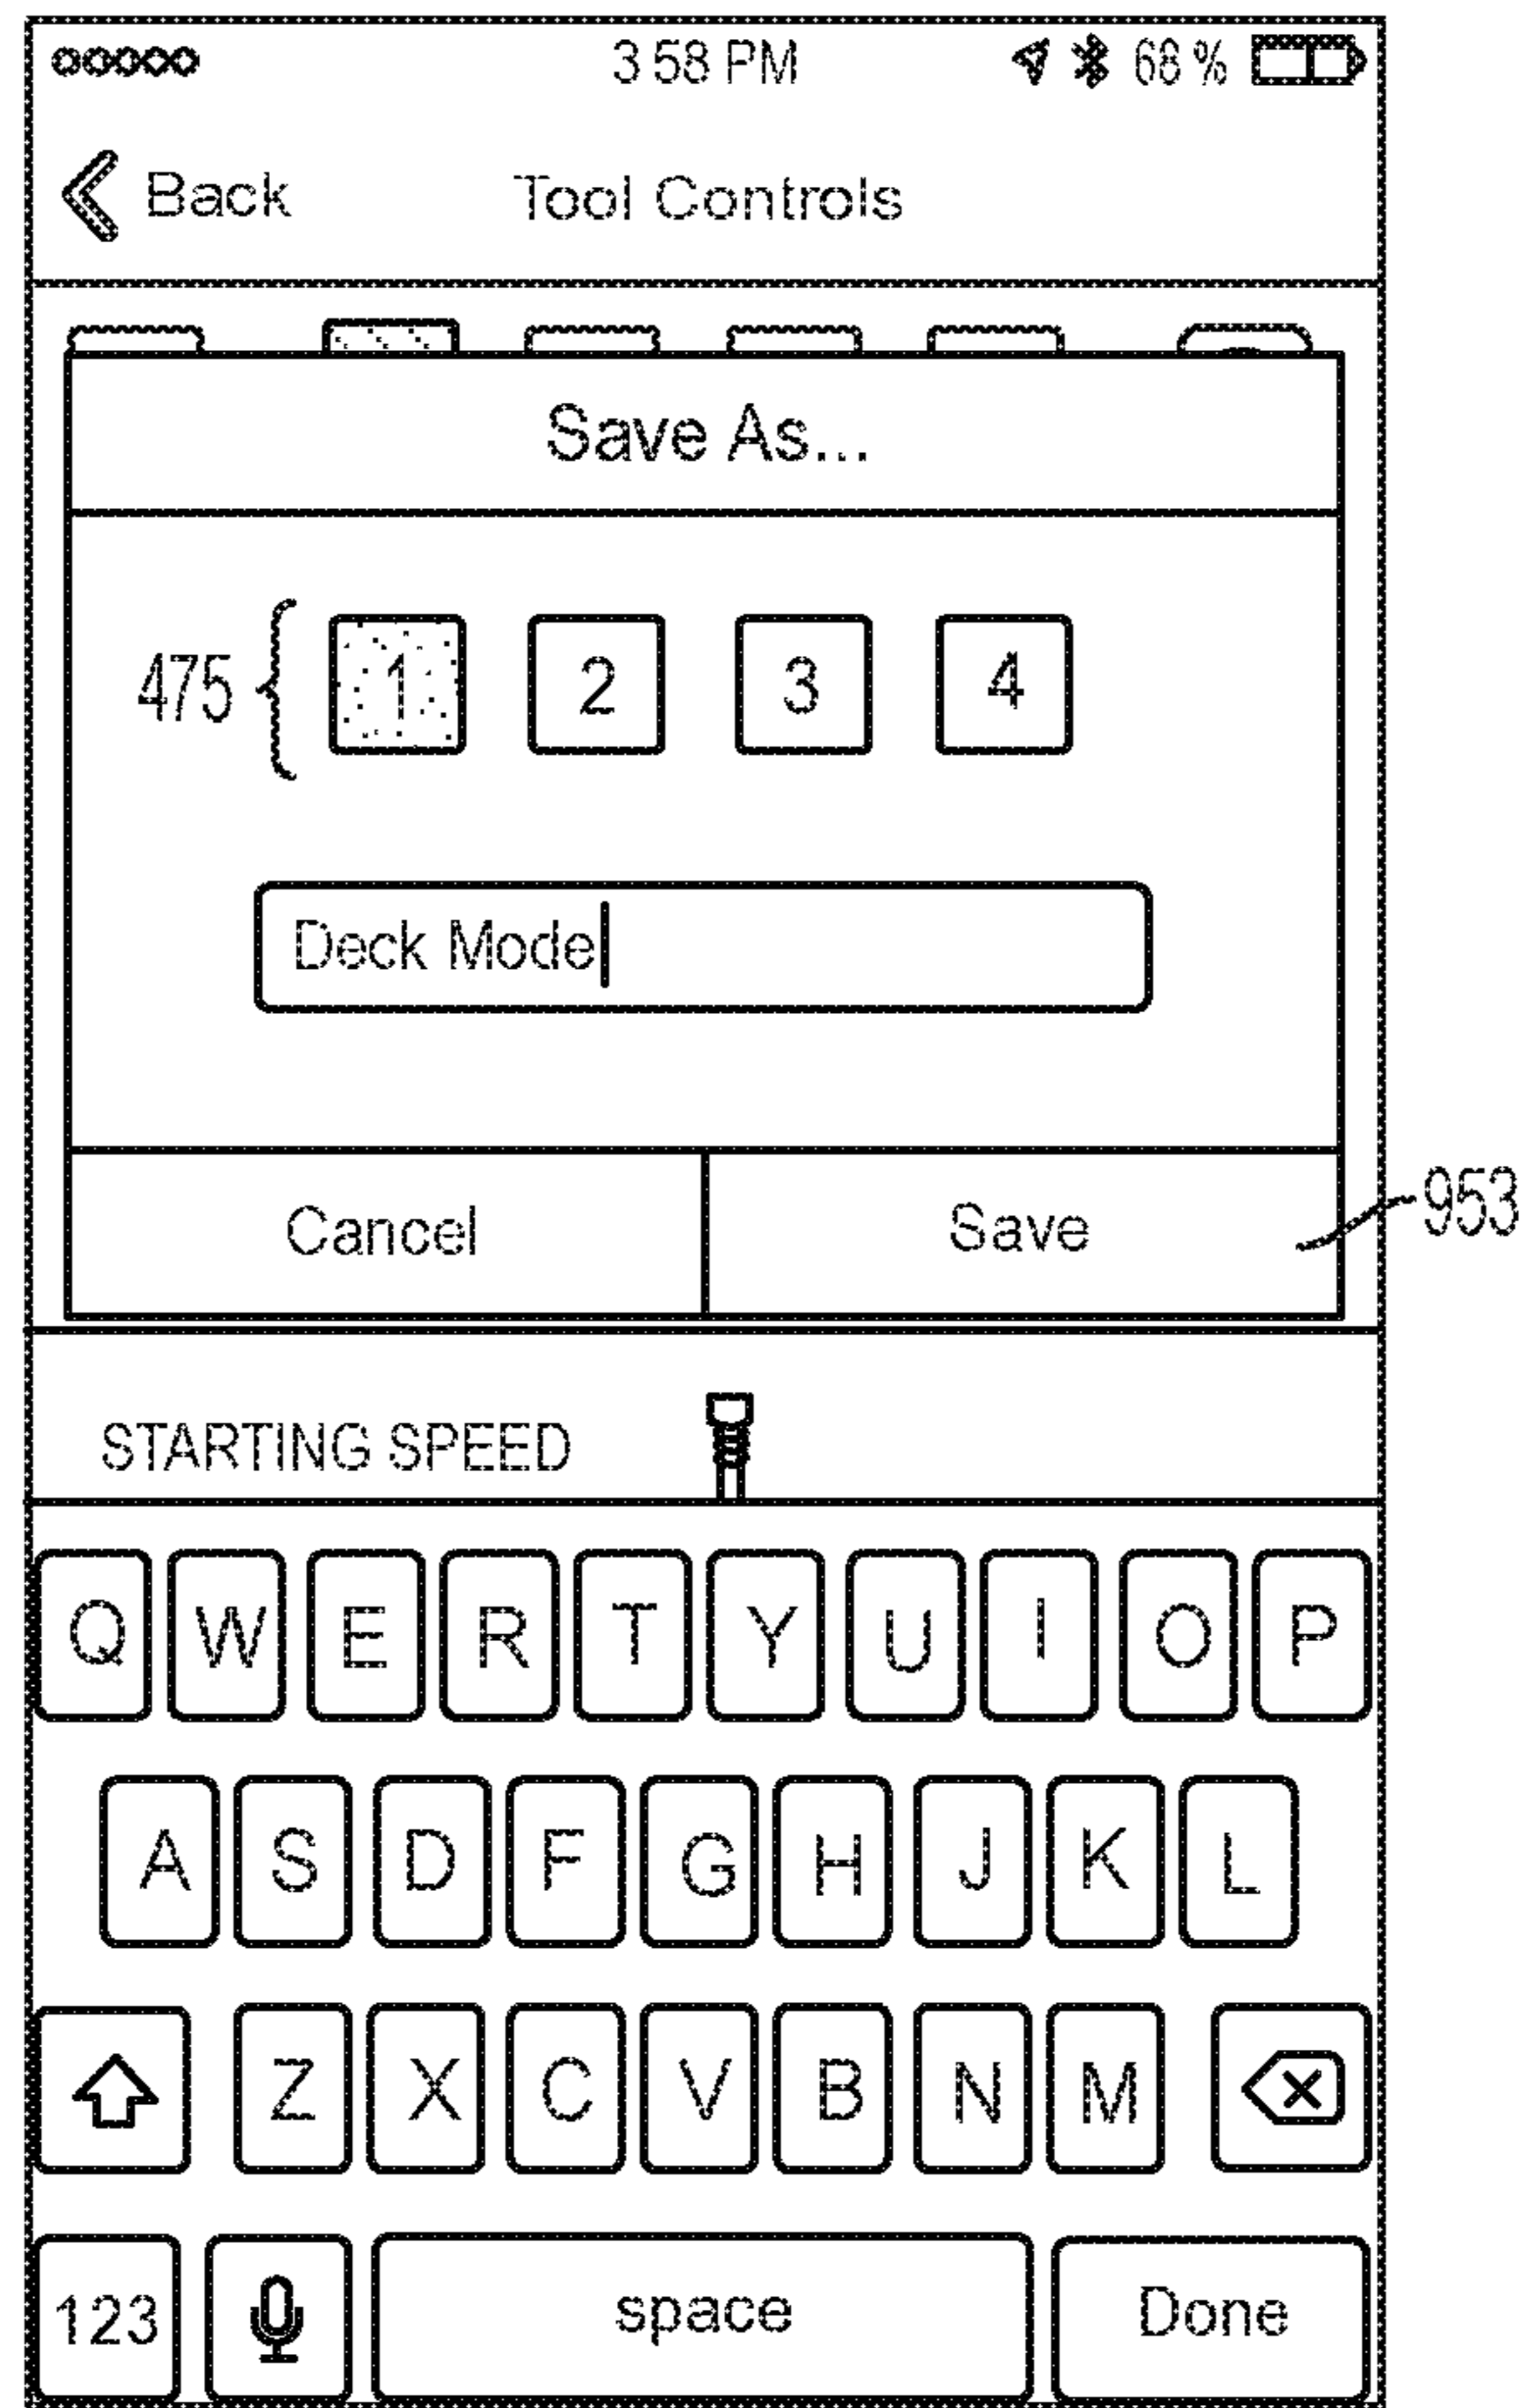 3 58 PM 68 %
Back Tool Controls
Save As...
475 1 2 3 4
Deck Mode
Cancel Save 953
STARTING SPEED
Q W E R T Y U I O P
A S D F G H J K L
Z X C V B N M
123 space Done